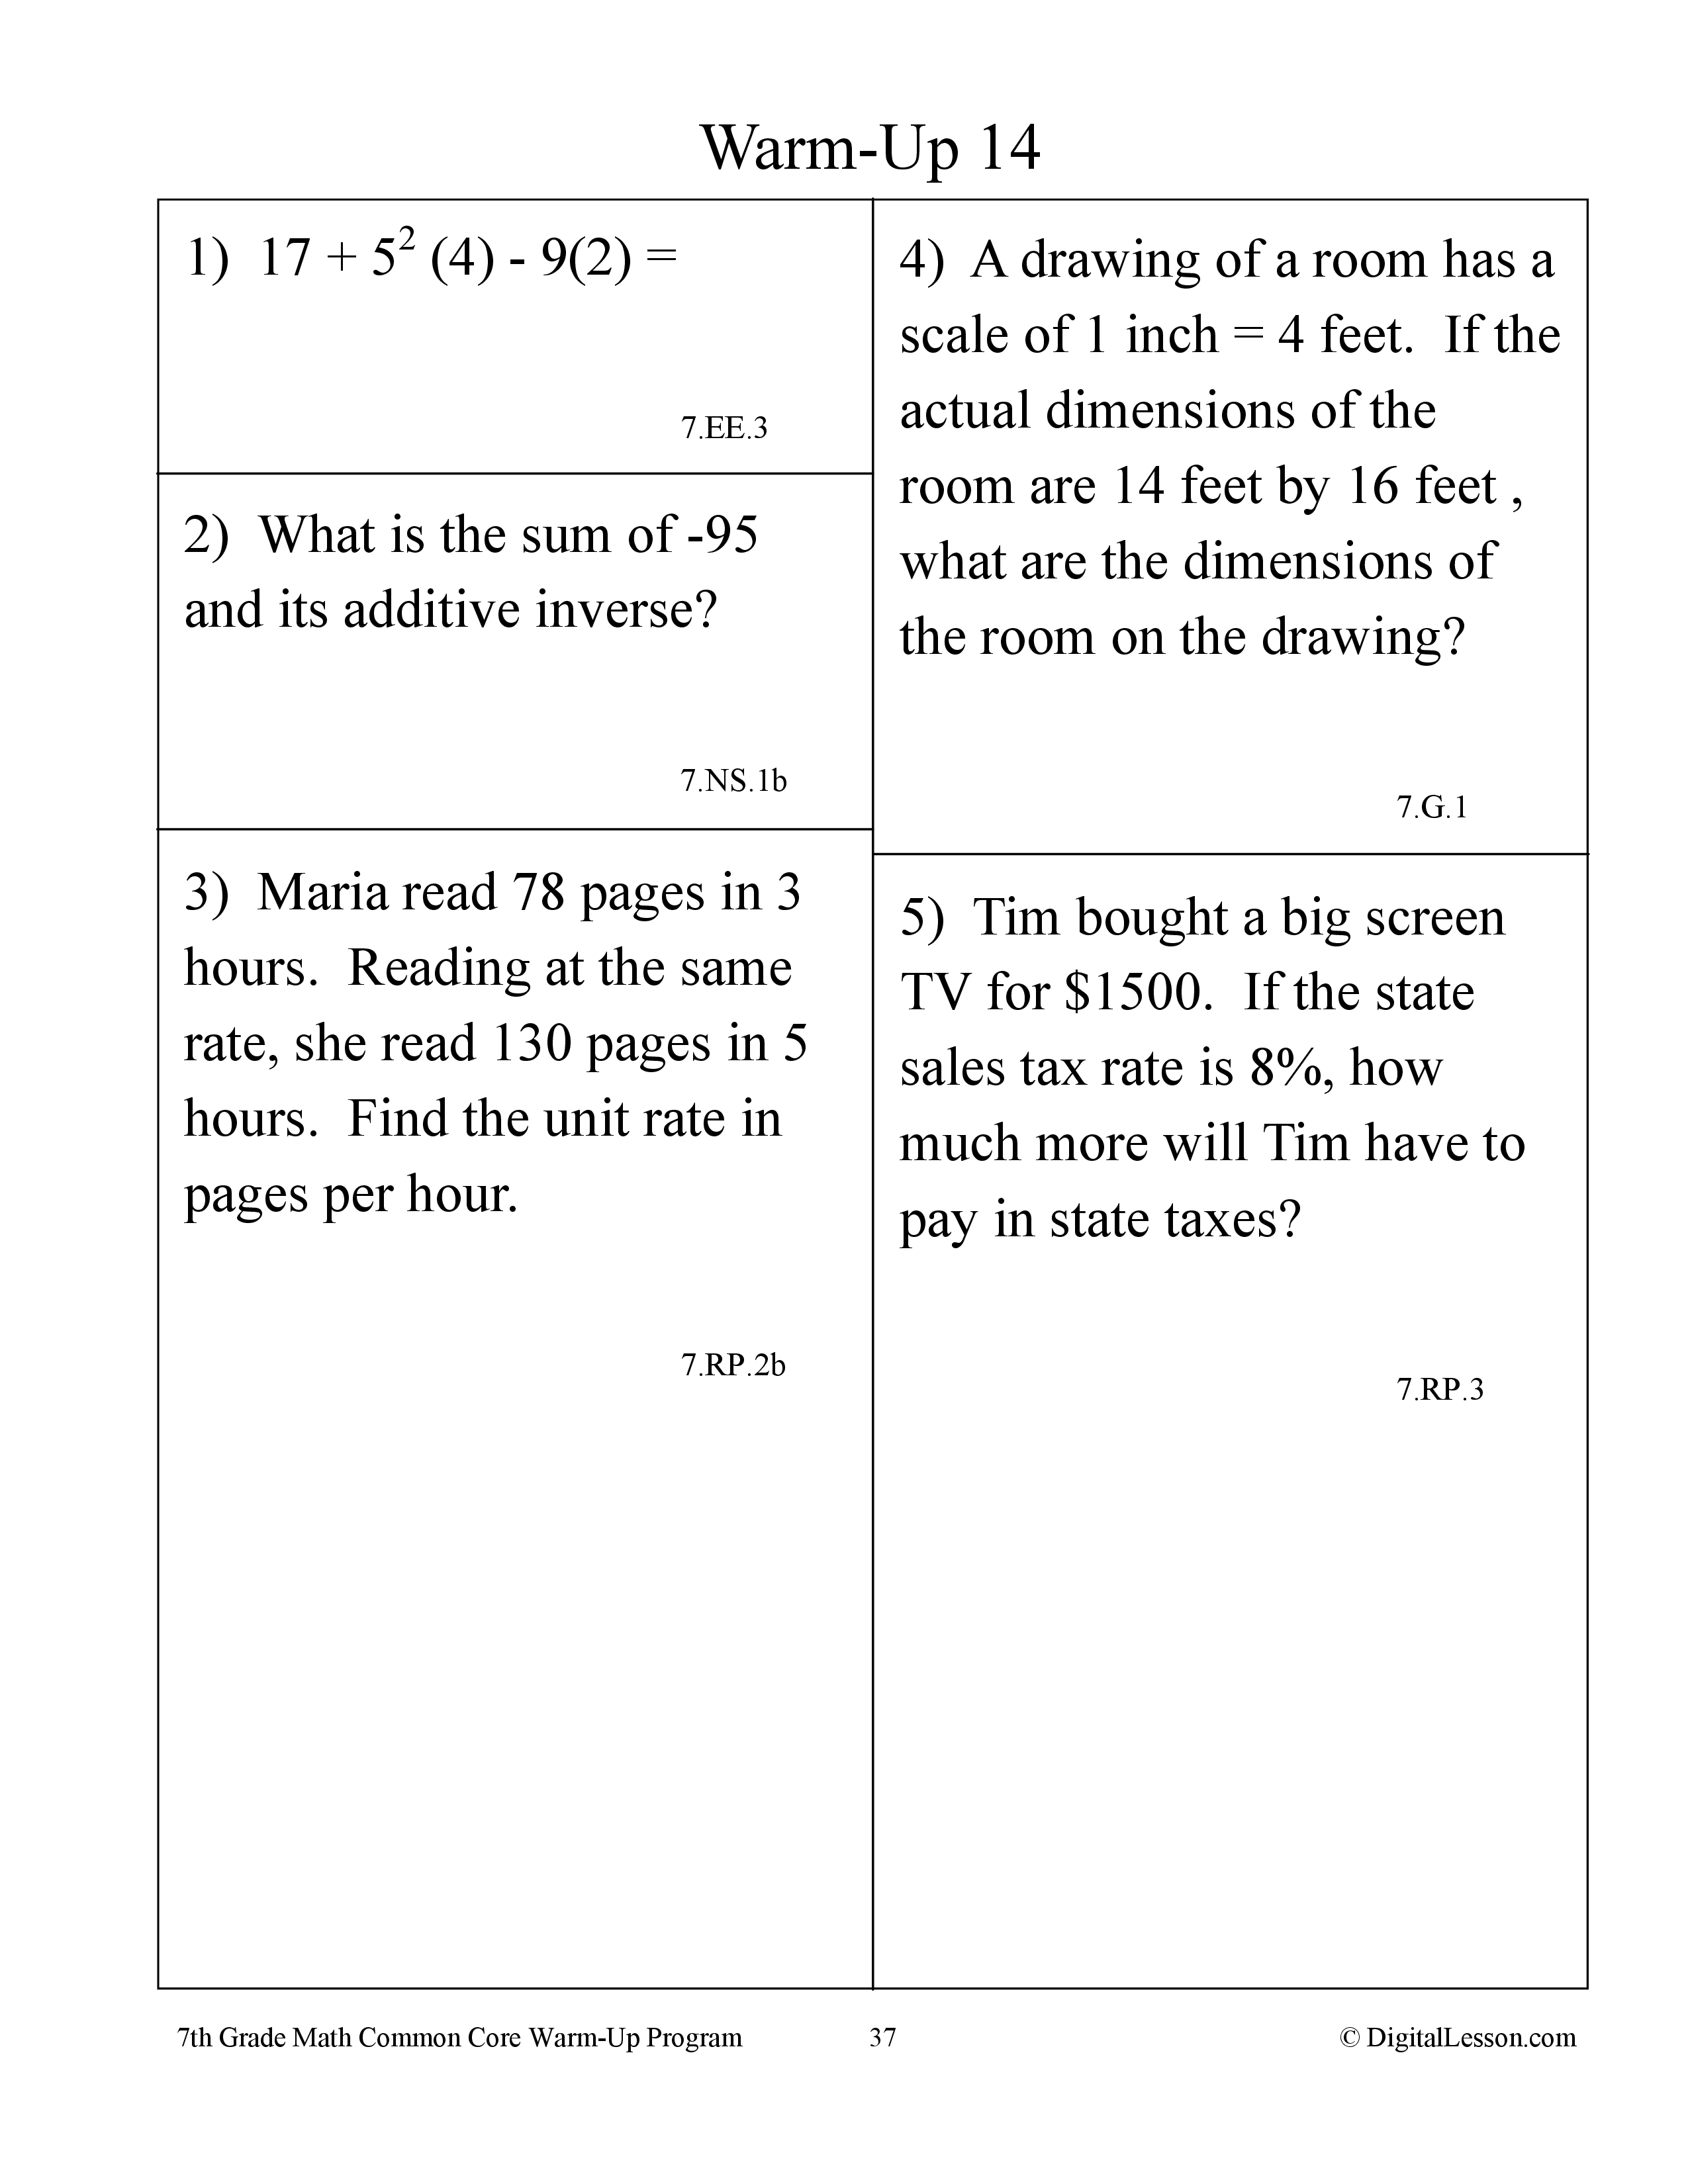 Warm-Up 14
1)  17 + 5² (4) - 9(2) =
7.EE.3
2)  What is the sum of -95
and its additive inverse?
7.NS.1b
3)  Maria read 78 pages in 3
hours.  Reading at the same
rate, she read 130 pages in 5
hours.  Find the unit rate in
pages per hour.
7.RP.2b
4)  A drawing of a room has a
scale of 1 inch = 4 feet.  If the
actual dimensions of the
room are 14 feet by 16 feet ,
what are the dimensions of
the room on the drawing?
7.G.1
5)  Tim bought a big screen
TV for $1500.  If the state
sales tax rate is 8%, how
much more will Tim have to
pay in state taxes?
7.RP.3
7th Grade Math Common Core Warm-Up Program
37
© DigitalLesson.com